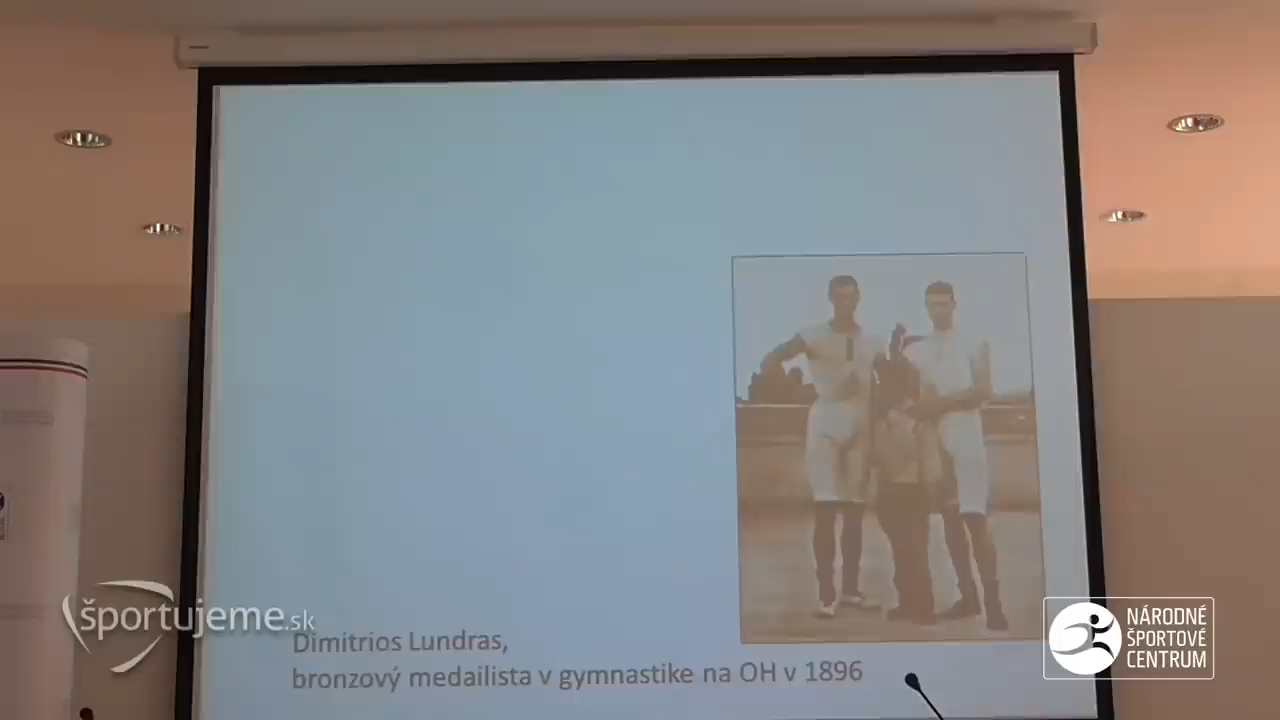 športujeme.sk
Dimitrios Lundras,
bronzový medailista v gymnastike na OH v 1896
NÁRODNÉ
ŠPORTOVÉ
CENTRUM